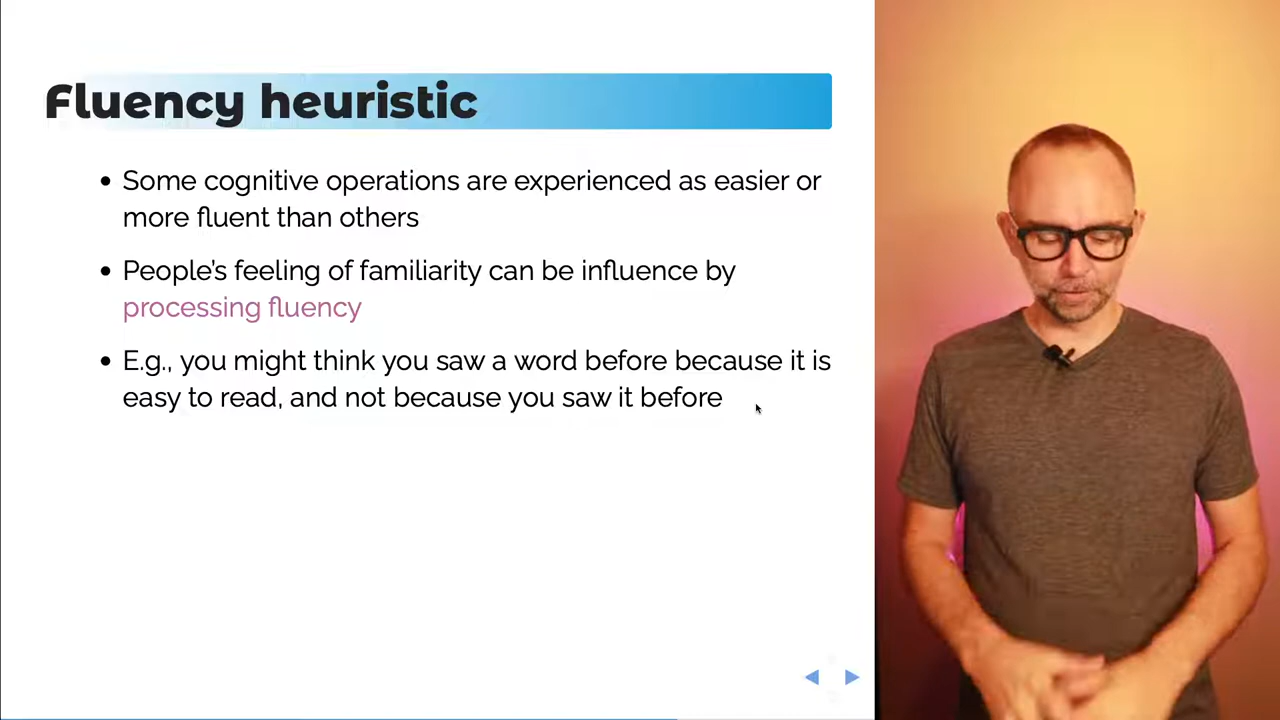 Fluency heuristic
Some cognitive operations are experienced as easier or
more fluent than others
People's feeling of familiarity can be influence by
processing fluency
E.g., you might think you saw a word before because it is
easy to read, and not because you saw it before